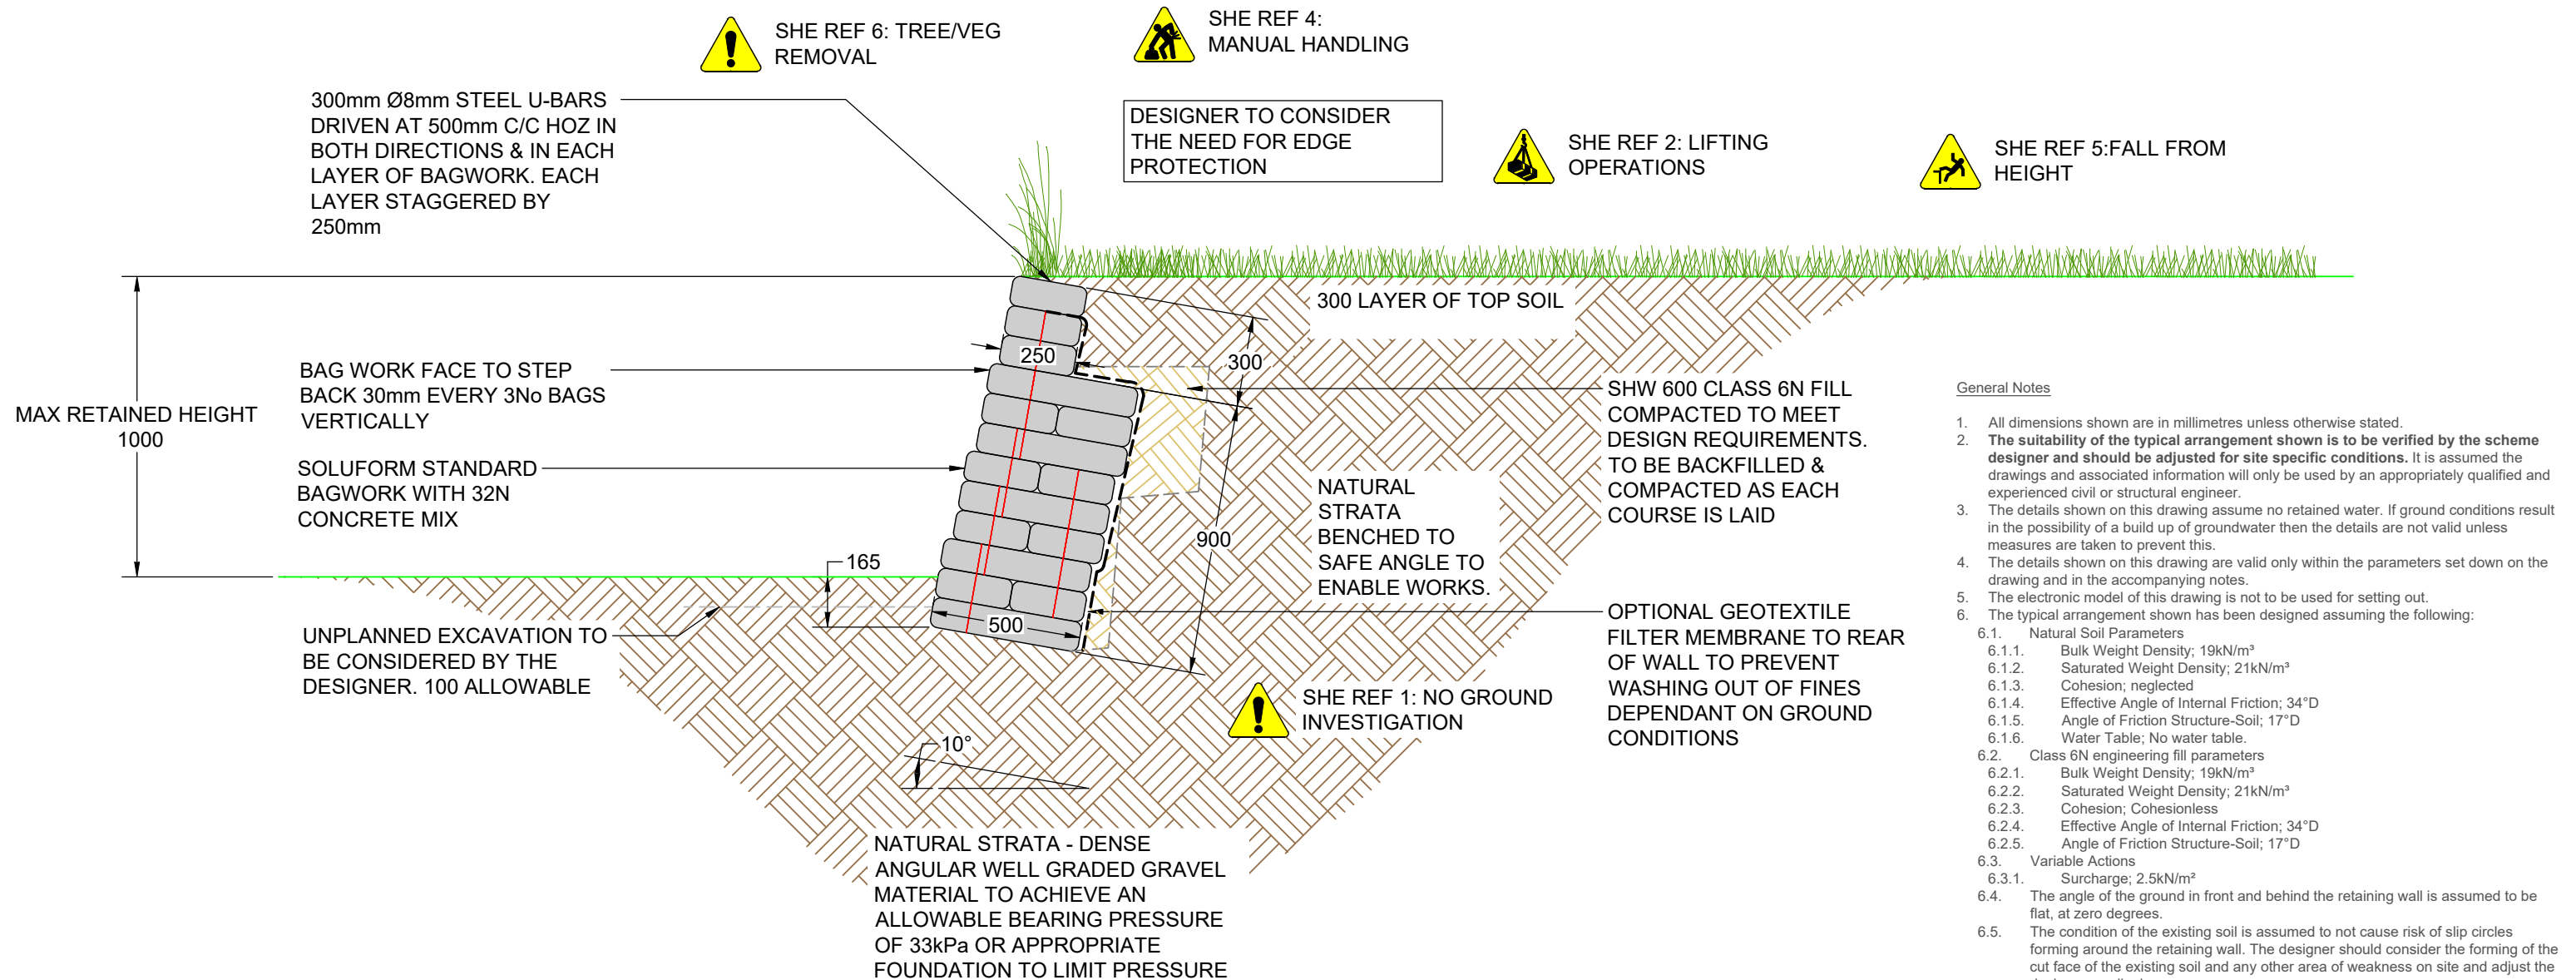 SHE REF 6: TREE/VEG
REMOVAL
SHE REF 4:
MANUAL HANDLING
300mm Ø8mm STEEL U-BARS
DRIVEN AT 500mm C/C HOZ IN
BOTH DIRECTIONS & IN EACH
LAYER OF BAGWORK. EACH
LAYER STAGGERED BY
250mm
DESIGNER TO CONSIDER
THE NEED FOR EDGE
PROTECTION
SHE REF 2: LIFTING
OPERATIONS
SHE REF 5:FALL FROM
HEIGHT
300 LAYER OF TOP SOIL
250
300
BAG WORK FACE TO STEP
BACK 30mm EVERY 3No BAGS
VERTICALLY
MAX RETAINED HEIGHT
1000
SOLUFORM STANDARD
BAGWORK WITH 32N
CONCRETE MIX
SHW 600 CLASS 6N FILL
COMPACTED TO MEET
DESIGN REQUIREMENTS.
TO BE BACKFILLED &
COMPACTED AS EACH
COURSE IS LAID
NATURAL
STRATA
BENCHED TO
SAFE ANGLE TO
ENABLE WORKS.
900
165
500
UNPLANNED EXCAVATION TO
BE CONSIDERED BY THE
DESIGNER. 100 ALLOWABLE
OPTIONAL GEOTEXTILE
FILTER MEMBRANE TO REAR
OF WALL TO PREVENT
WASHING OUT OF FINES
DEPENDANT ON GROUND
CONDITIONS
SHE REF 1: NO GROUND
INVESTIGATION
10°
NATURAL STRATA - DENSE
ANGULAR WELL GRADED GRAVEL
MATERIAL TO ACHIEVE AN
ALLOWABLE BEARING PRESSURE
OF 33kPa OR APPROPRIATE
FOUNDATION TO LIMIT PRESSURE
General Notes
1. All dimensions shown are in millimetres unless otherwise stated.
2. The suitability of the typical arrangement shown is to be verified by the scheme
designer and should be adjusted for site specific conditions. It is assumed the
drawings and associated information will only be used by an appropriately qualified and
experienced civil or structural engineer.
3. The details shown on this drawing assume no retained water. If ground conditions result
in the possibility of a build up of groundwater then the details are not valid unless
measures are taken to prevent this.
4. The details shown on this drawing are valid only within the parameters set down on the
drawing and in the accompanying notes.
5. The electronic model of this drawing is not to be used for setting out.
6. The typical arrangement shown has been designed assuming the following:
6.1. Natural Soil Parameters
6.1.1. Bulk Weight Density; 19kN/m³
6.1.2. Saturated Weight Density; 21kN/m³
6.1.3. Cohesion; neglected
6.1.4. Effective Angle of Internal Friction; 34°D
6.1.5. Angle of Friction Structure-Soil; 17°D
6.1.6. Water Table; No water table.
6.2. Class 6N engineering fill parameters
6.2.1. Bulk Weight Density; 19kN/m³
6.2.2. Saturated Weight Density; 21kN/m³
6.2.3. Cohesion; Cohesionless
6.2.4. Effective Angle of Internal Friction; 34°D
6.2.5. Angle of Friction Structure-Soil; 17°D
6.3. Variable Actions
6.3.1. Surcharge; 2.5kN/m²
6.4. The angle of the ground in front and behind the retaining wall is assumed to be
flat, at zero degrees.
6.5. The condition of the existing soil is assumed to not cause risk of slip circles
forming around the retaining wall. The designer should consider the forming of the
cut face of the existing soil and any other area of weakness on site and adjust the